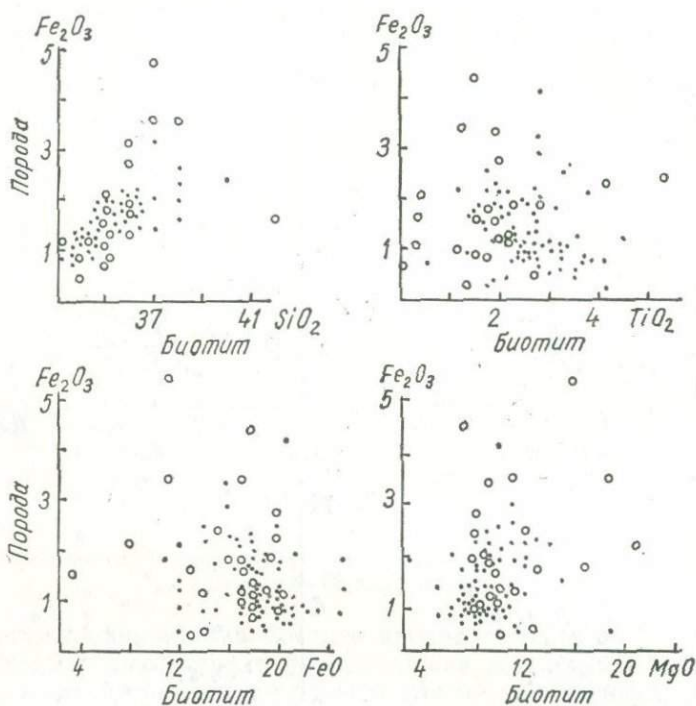 Fe₂O₃
5
3
1
Порода
37 41 SiO₂
Биотит
Fe₂O₃
5
3
1
2 4 TiO₂
Биотит
Fe₂O₃
5
3
1
Порода
4 12 20 FeO
Биотит
Fe₂O₃
5
3
1
4 12 20 MgO
Биотит